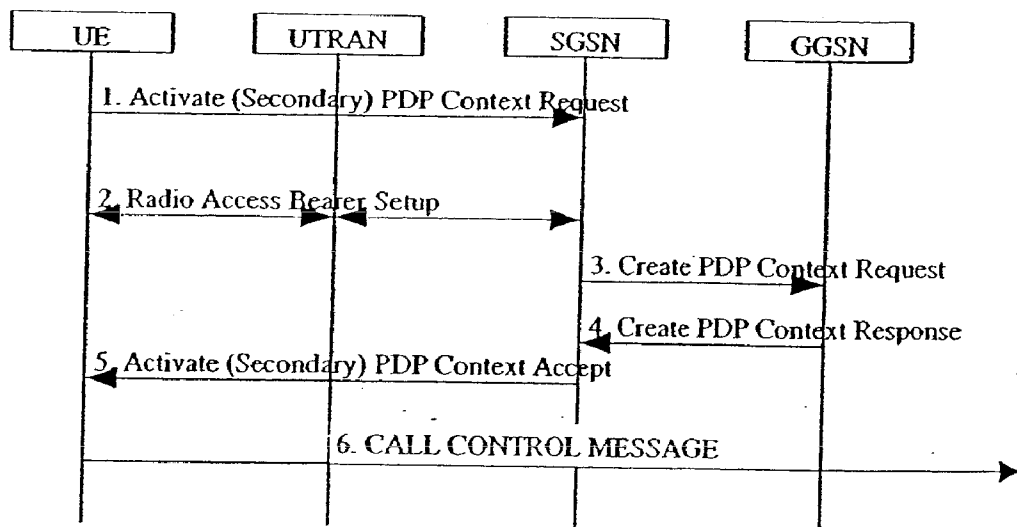 UE
UTRAN
SGSN
GGSN
1. Activate (Secondary) PDP Context Request
2. Radio Access Bearer Setup
3. Create PDP Context Request
4. Create PDP Context Response
5. Activate (Secondary) PDP Context Accept
6. CALL CONTROL MESSAGE